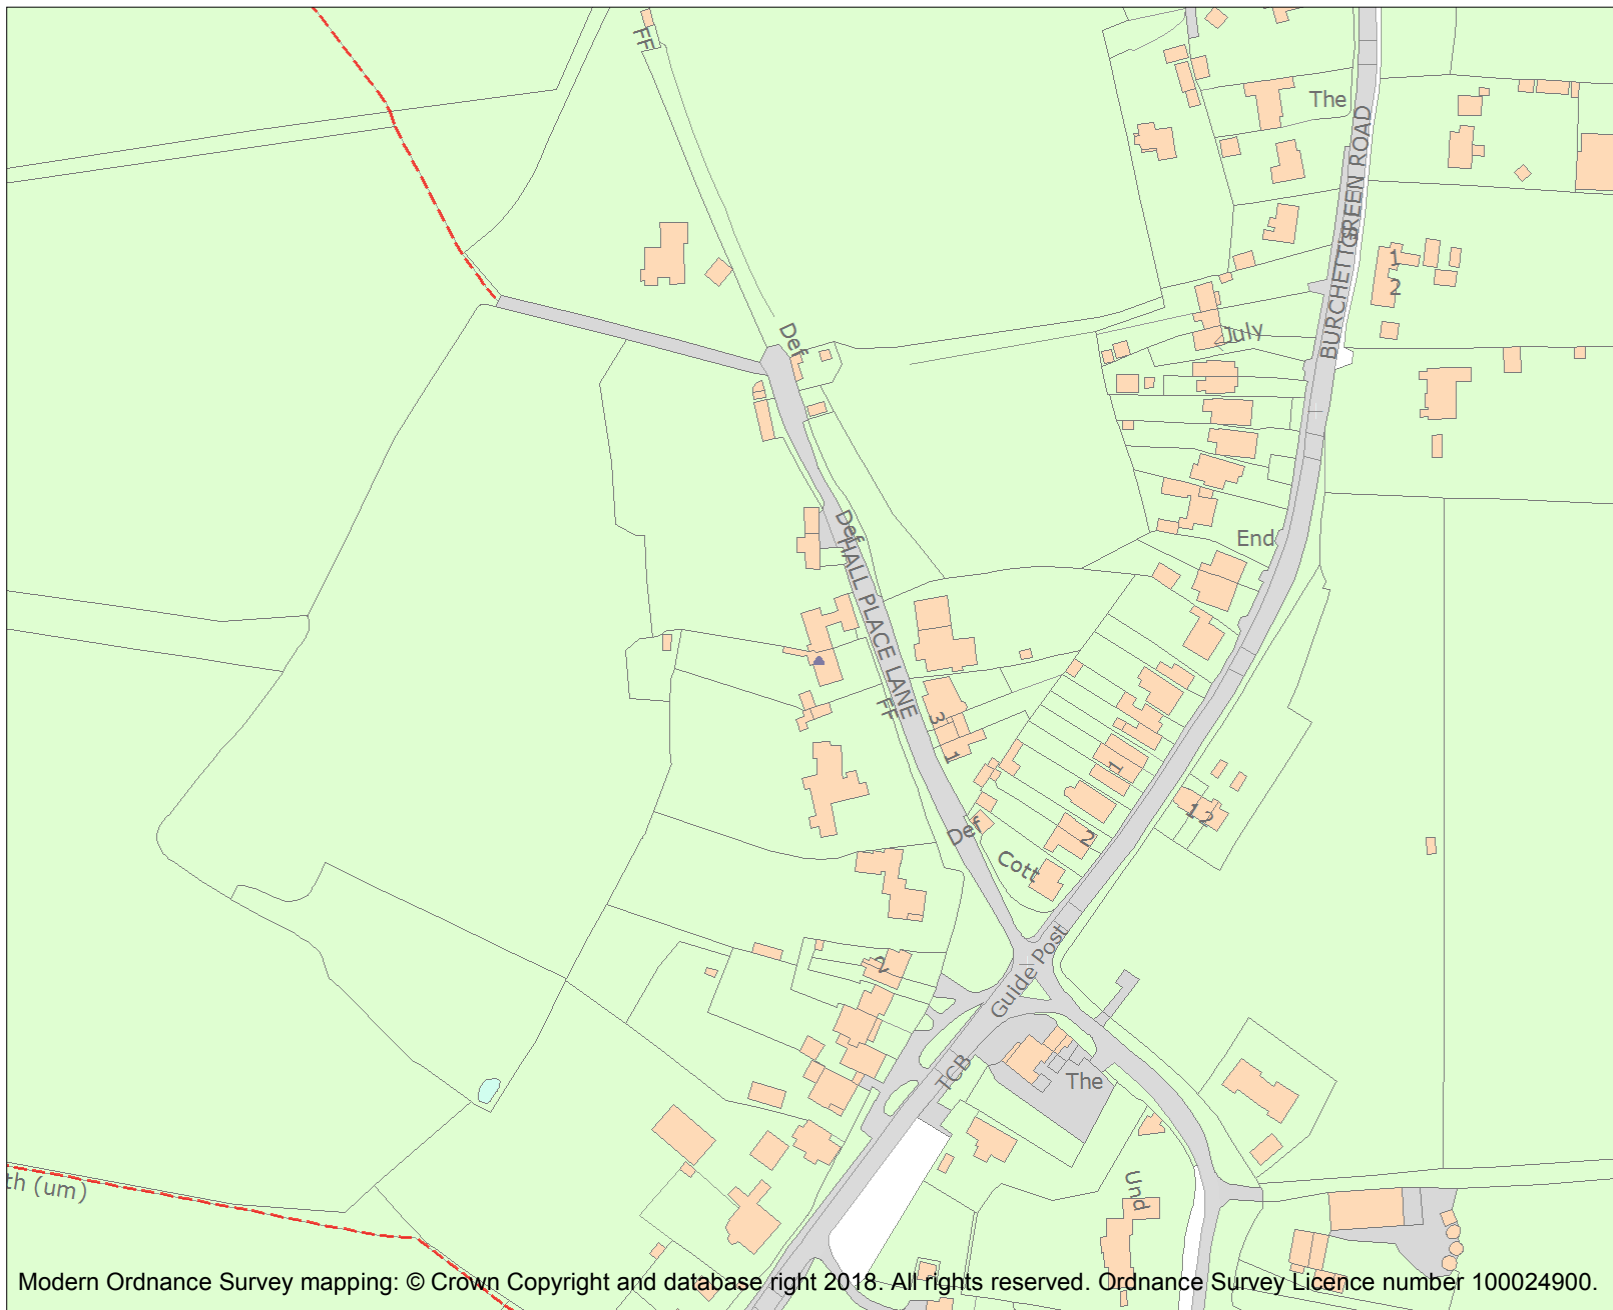 FF
The
BURCHETT'S GREEN ROAD
1
2
Def
July
Def
End
HALL PLACE LANE
FF
3
1
1
1 2
Def
2
Cott
2
Guide Post
TCB
The
Und
th (um)
Modern Ordnance Survey mapping: © Crown Copyright and database right 2018. All rights reserved. Ordnance Survey Licence number 100024900.